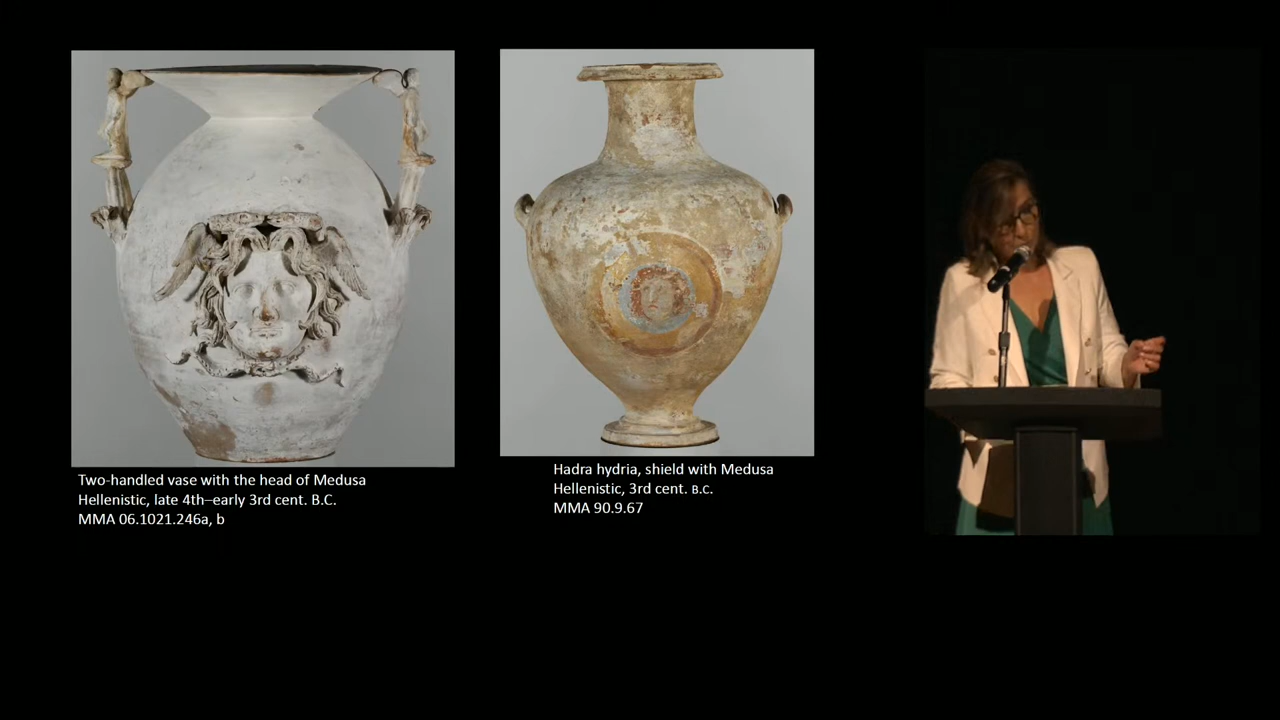 Two-handled vase with the head of Medusa
Hellenistic, late 4th–early 3rd cent. B.C.
MMA 06.1021.246a, b
Hadra hydria, shield with Medusa
Hellenistic, 3rd cent. B.C.
MMA 90.9.67